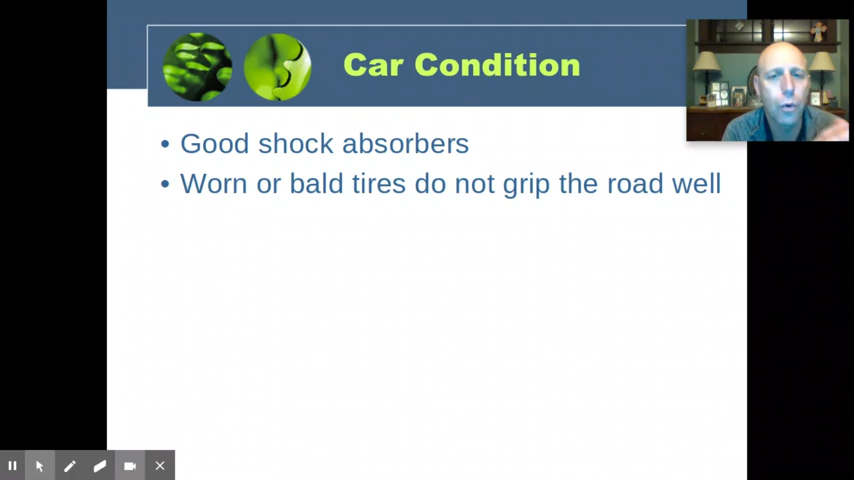 Car Condition
• Good shock absorbers
• Worn or bald tires do not grip the road well